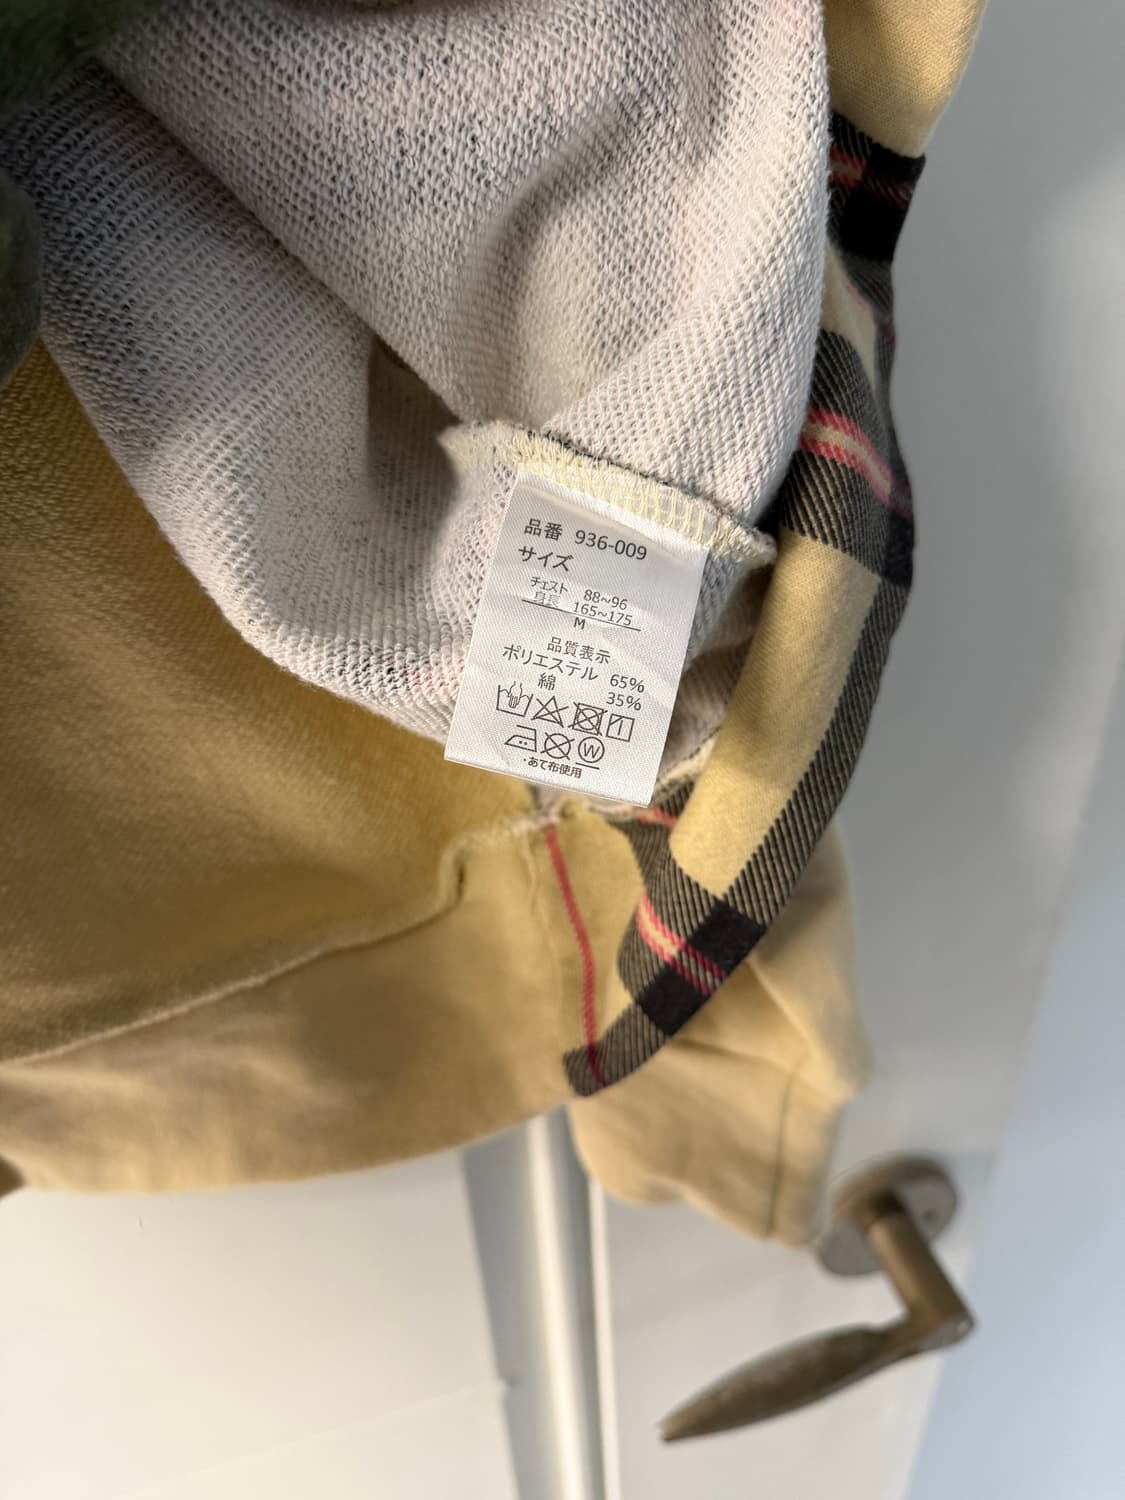 品番 936-009
サイズ
チェスト 88~96
身長 165~175
M
品質表示
ポリエステル 65%
綿 35%
W
・あて布使用